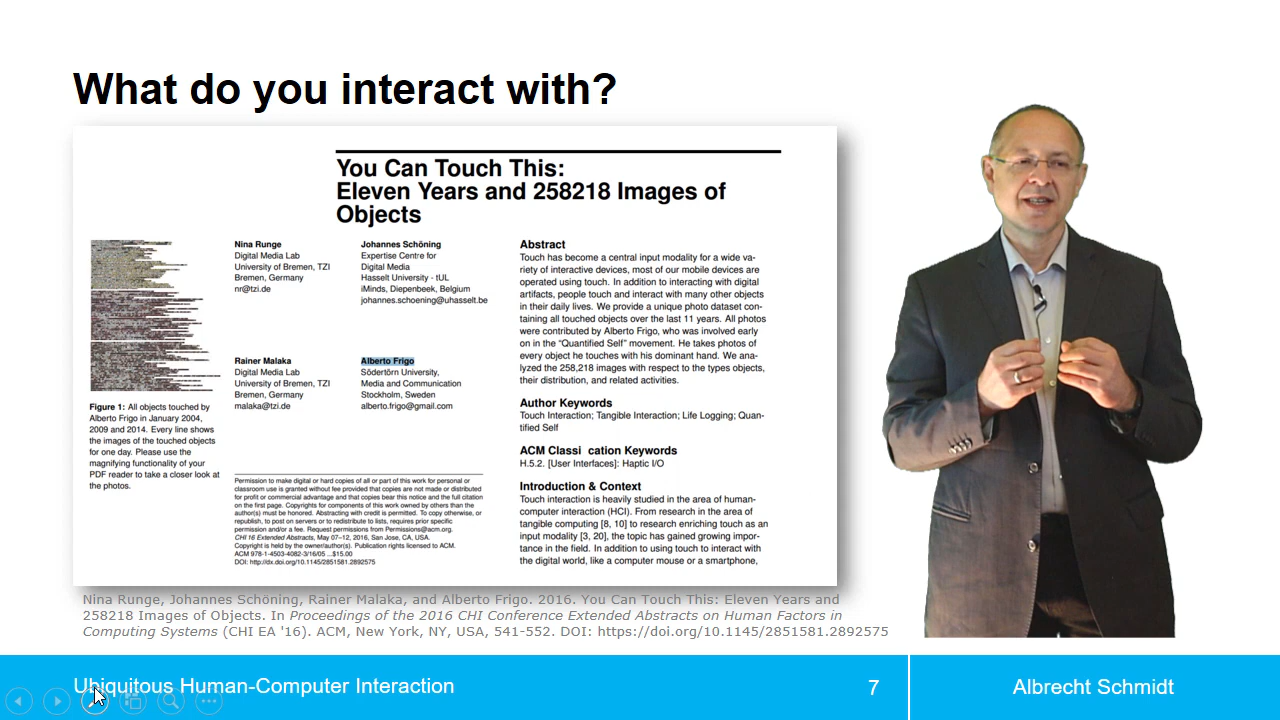 What do you interact with?
You Can Touch This:
Eleven Years and 258218 Images of
Objects
Nina Runge
Digital Media Lab
University of Bremen, TZI
Bremen, Germany
nr@tzi.de
Johannes Schöning
Expertise Centre for
Digital Media
Hasselt University - tUL
iMinds, Diepenbeek, Belgium
johannes.schoening@uhasselt.be
Rainer Malaka
Digital Media Lab
University of Bremen, TZI
Bremen, Germany
malaka@tzi.de
Alberto Frigo
Södertörn University,
Media and Communication
Stockholm, Sweden
alberto.frigo@gmail.com
Figure 1: All objects touched by
Alberto Frigo in January 2004,
2009 and 2014. Every line shows
the images of the touched objects
for one day. Please use the
magnifying functionality of your
PDF reader to take a closer look at
the photos.
Permission to make digital or hard copies of all or part of this work for personal or
classroom use is granted without fee provided that copies are not made or distributed
for profit or commercial advantage and that copies bear this notice and the full citation
on the first page. Copyrights for components of this work owned by others than the
author(s) must be honored. Abstracting with credit is permitted. To copy otherwise, or
republish, to post on servers or to redistribute to lists, requires prior specific
permission and/or a fee. Request permissions from Permissions@acm.org.
CHI'16 Extended Abstracts, May 07–12, 2016, San Jose, CA, USA.
Copyright is held by the owner/author(s). Publication rights licensed to ACM.
ACM 978-1-4503-4082-3/16/05 ...$15.00
DOI: http://dx.doi.org/10.1145/2851581.2892575
Abstract
Touch has become a central input modality for a wide va-
riety of interactive devices, most of our mobile devices are
operated using touch. In addition to interacting with digital
artifacts, people touch and interact with many other objects
in their daily lives. We provide a unique photo dataset con-
taining all touched objects over the last 11 years. All photos
were contributed by Alberto Frigo, who was involved early
on in the "Quantified Self" movement. He takes photos of
every object he touches with his dominant hand. We ana-
lyzed the 258,218 images with respect to the types objects,
their distribution, and related activities.
Author Keywords
Touch Interaction; Tangible Interaction; Life Logging; Quan-
tified Self
ACM Classi cation Keywords
H.5.2. [User Interfaces]: Haptic I/O
Introduction & Context
Touch interaction is heavily studied in the area of human-
computer interaction (HCI). From research in the area of
tangible computing [8, 10] to research enriching touch as an
input modality [3, 20], the topic has gained growing impor-
tance in the field. In addition to using touch to interact with
the digital world, like a computer mouse or a smartphone,
Nina Runge, Johannes Schöning, Rainer Malaka, and Alberto Frigo. 2016. You Can Touch This: Eleven Years and
258218 Images of Objects. In Proceedings of the 2016 CHI Conference Extended Abstracts on Human Factors in
Computing Systems (CHI EA '16). ACM, New York, NY, USA, 541-552. DOI: https://doi.org/10.1145/2851581.2892575
Ubiquitous Human-Computer Interaction
7
Albrecht Schmidt